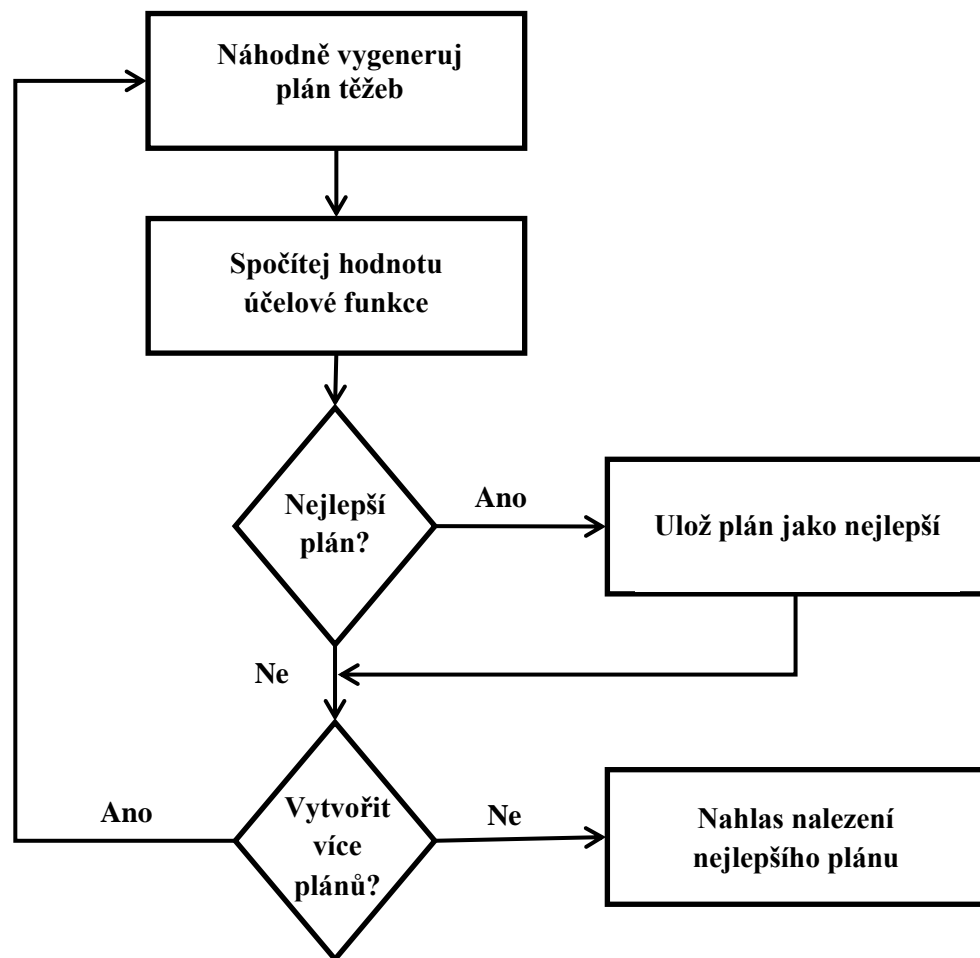 Náhodně vygeneruj
plán těžeb
Spočítej hodnotu
účelové funkce
Nejlepší
plán?
Ano
Ulož plán jako nejlepší
Ne
Vytvořit
více
plánů?
Ano
Ne
Nahlas nalezení
nejlepšího plánu